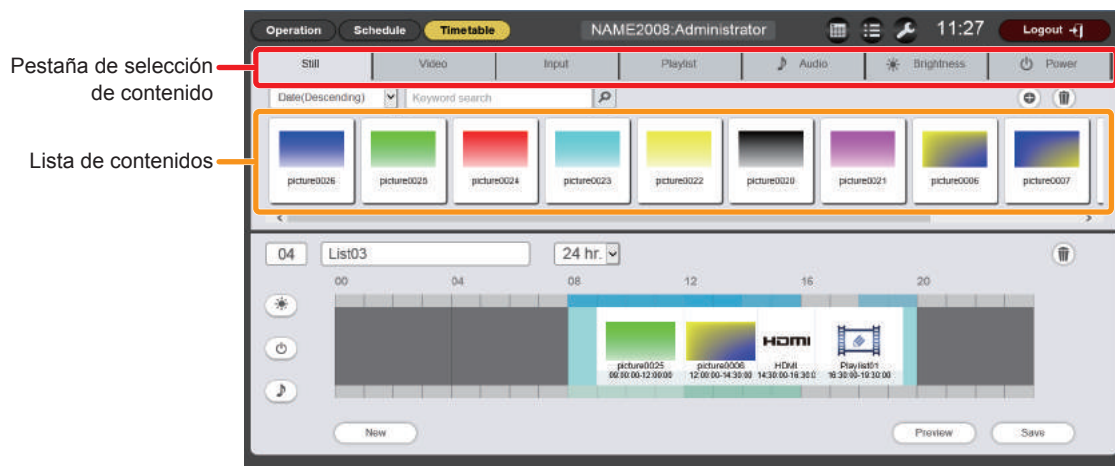 Operation Schedule Timetable NAME2008:Administrator 11:27 Logout
Pestaña de selección
de contenido
Still Video Input Playlist Audio Brightness Power
Date(Descending) Keyword search
Lista de contenidos
picture0026 picture0025 picture0024 picture0023 picture0022 picture0020 picture0021 picture0006 picture0007
04 List03 24 hr.
00 04 08 12 16 20
HDMI
picture0025 picture0006 HDMI Playlist01
09:30:00-12:00:00 12:00:00-14:30:00 14:30:00-16:30:0 16:30:00-19:30:00
New Preview Save